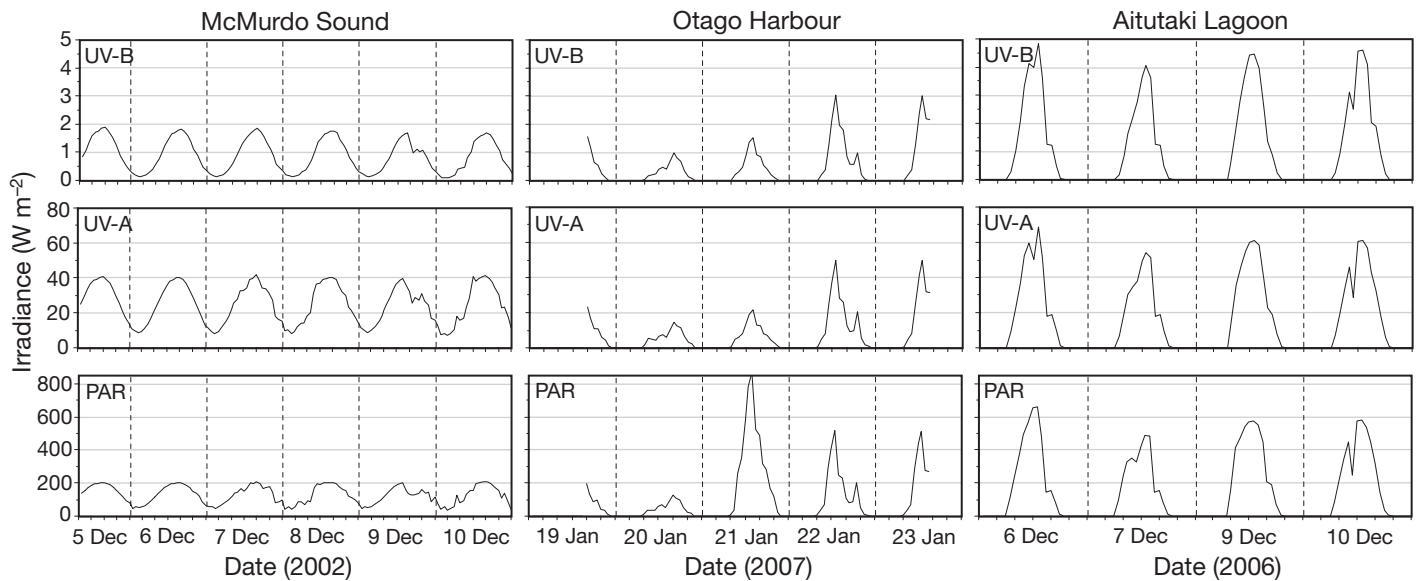 McMurdo Sound
Otago Harbour
Aitutaki Lagoon
Irradiance (W m⁻²)
5
4
3
2
1
0
UV-B
UV-B
UV-B
80
60
40
20
0
UV-A
UV-A
UV-A
800
600
400
200
0
PAR
PAR
PAR
5 Dec 6 Dec 7 Dec 8 Dec 9 Dec 10 Dec
19 Jan 20 Jan 21 Jan 22 Jan 23 Jan
6 Dec 7 Dec 9 Dec 10 Dec
Date (2002)
Date (2007)
Date (2006)